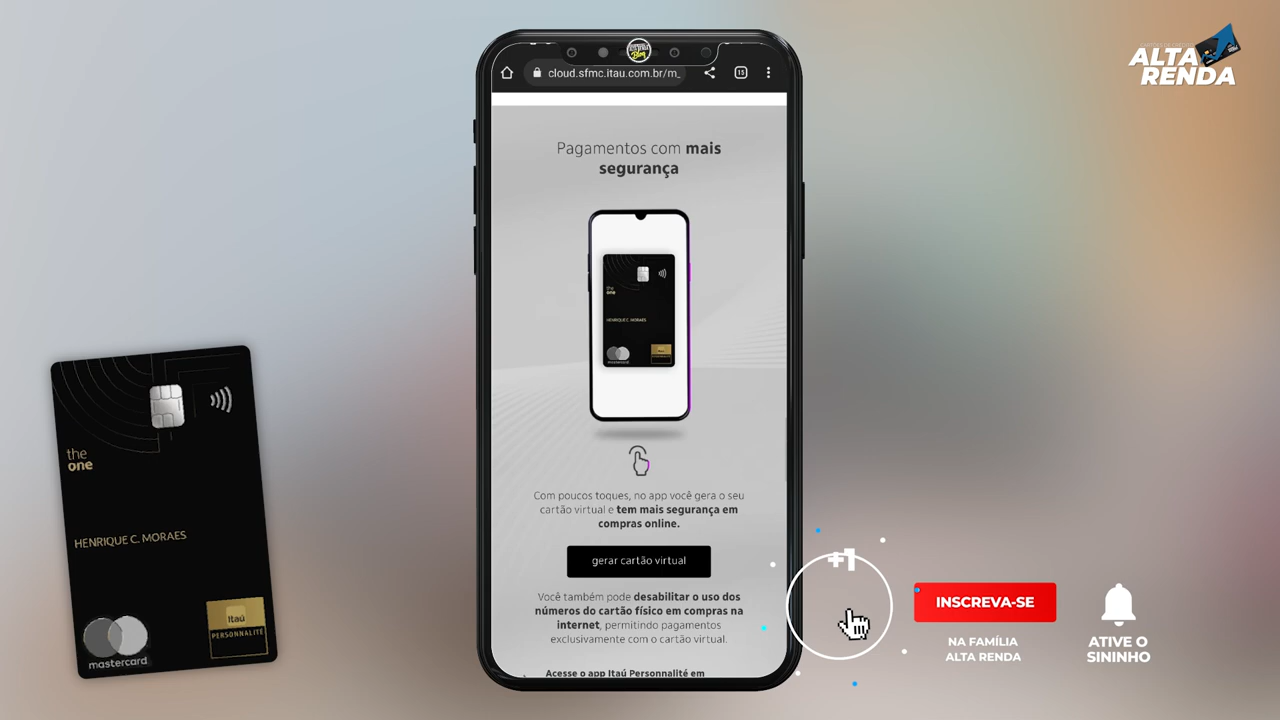 ALTA
RENDA
cloud.sfmc.itau.com.br/m_
15
Pagamentos com mais
segurança
the
one
HENRIQUE C. MORAES
mastercard
Com poucos toques, no app você gera o seu
cartão virtual e tem mais segurança em
compras online.
gerar cartão virtual
Você também pode desabilitar o uso dos
números do cartão físico em compras na
internet, permitindo pagamentos
exclusivamente com o cartão virtual.
Acesse o app Itaú Personnalité em
the
one
HENRIQUE C. MORAES
mastercard
Itaú
PERSONNALITÉ
+1
INSCREVA-SE
NA FAMÍLIA
ALTA RENDA
ATIVE O
SININHO